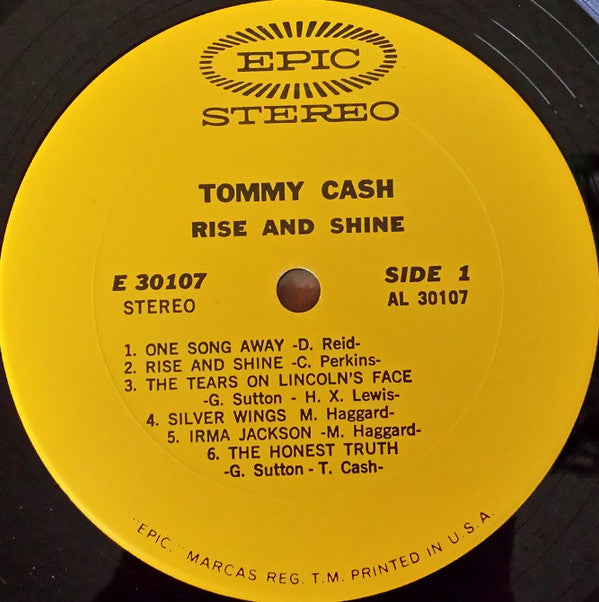 EPIC
STEREO
TOMMY CASH
RISE AND SHINE
E 30107 SIDE 1
STEREO AL 30107
1. ONE SONG AWAY -D. Reid-
2. RISE AND SHINE -C. Perkins-
3. THE TEARS ON LINCOLN'S FACE
-G. Sutton - H. X. Lewis-
4. SILVER WINGS M. Haggard-
5. IRMA JACKSON -M. Haggard-
6. THE HONEST TRUTH
-G. Sutton - T. Cash-
"EPIC," MARCAS REG. T.M. PRINTED IN U.S.A.